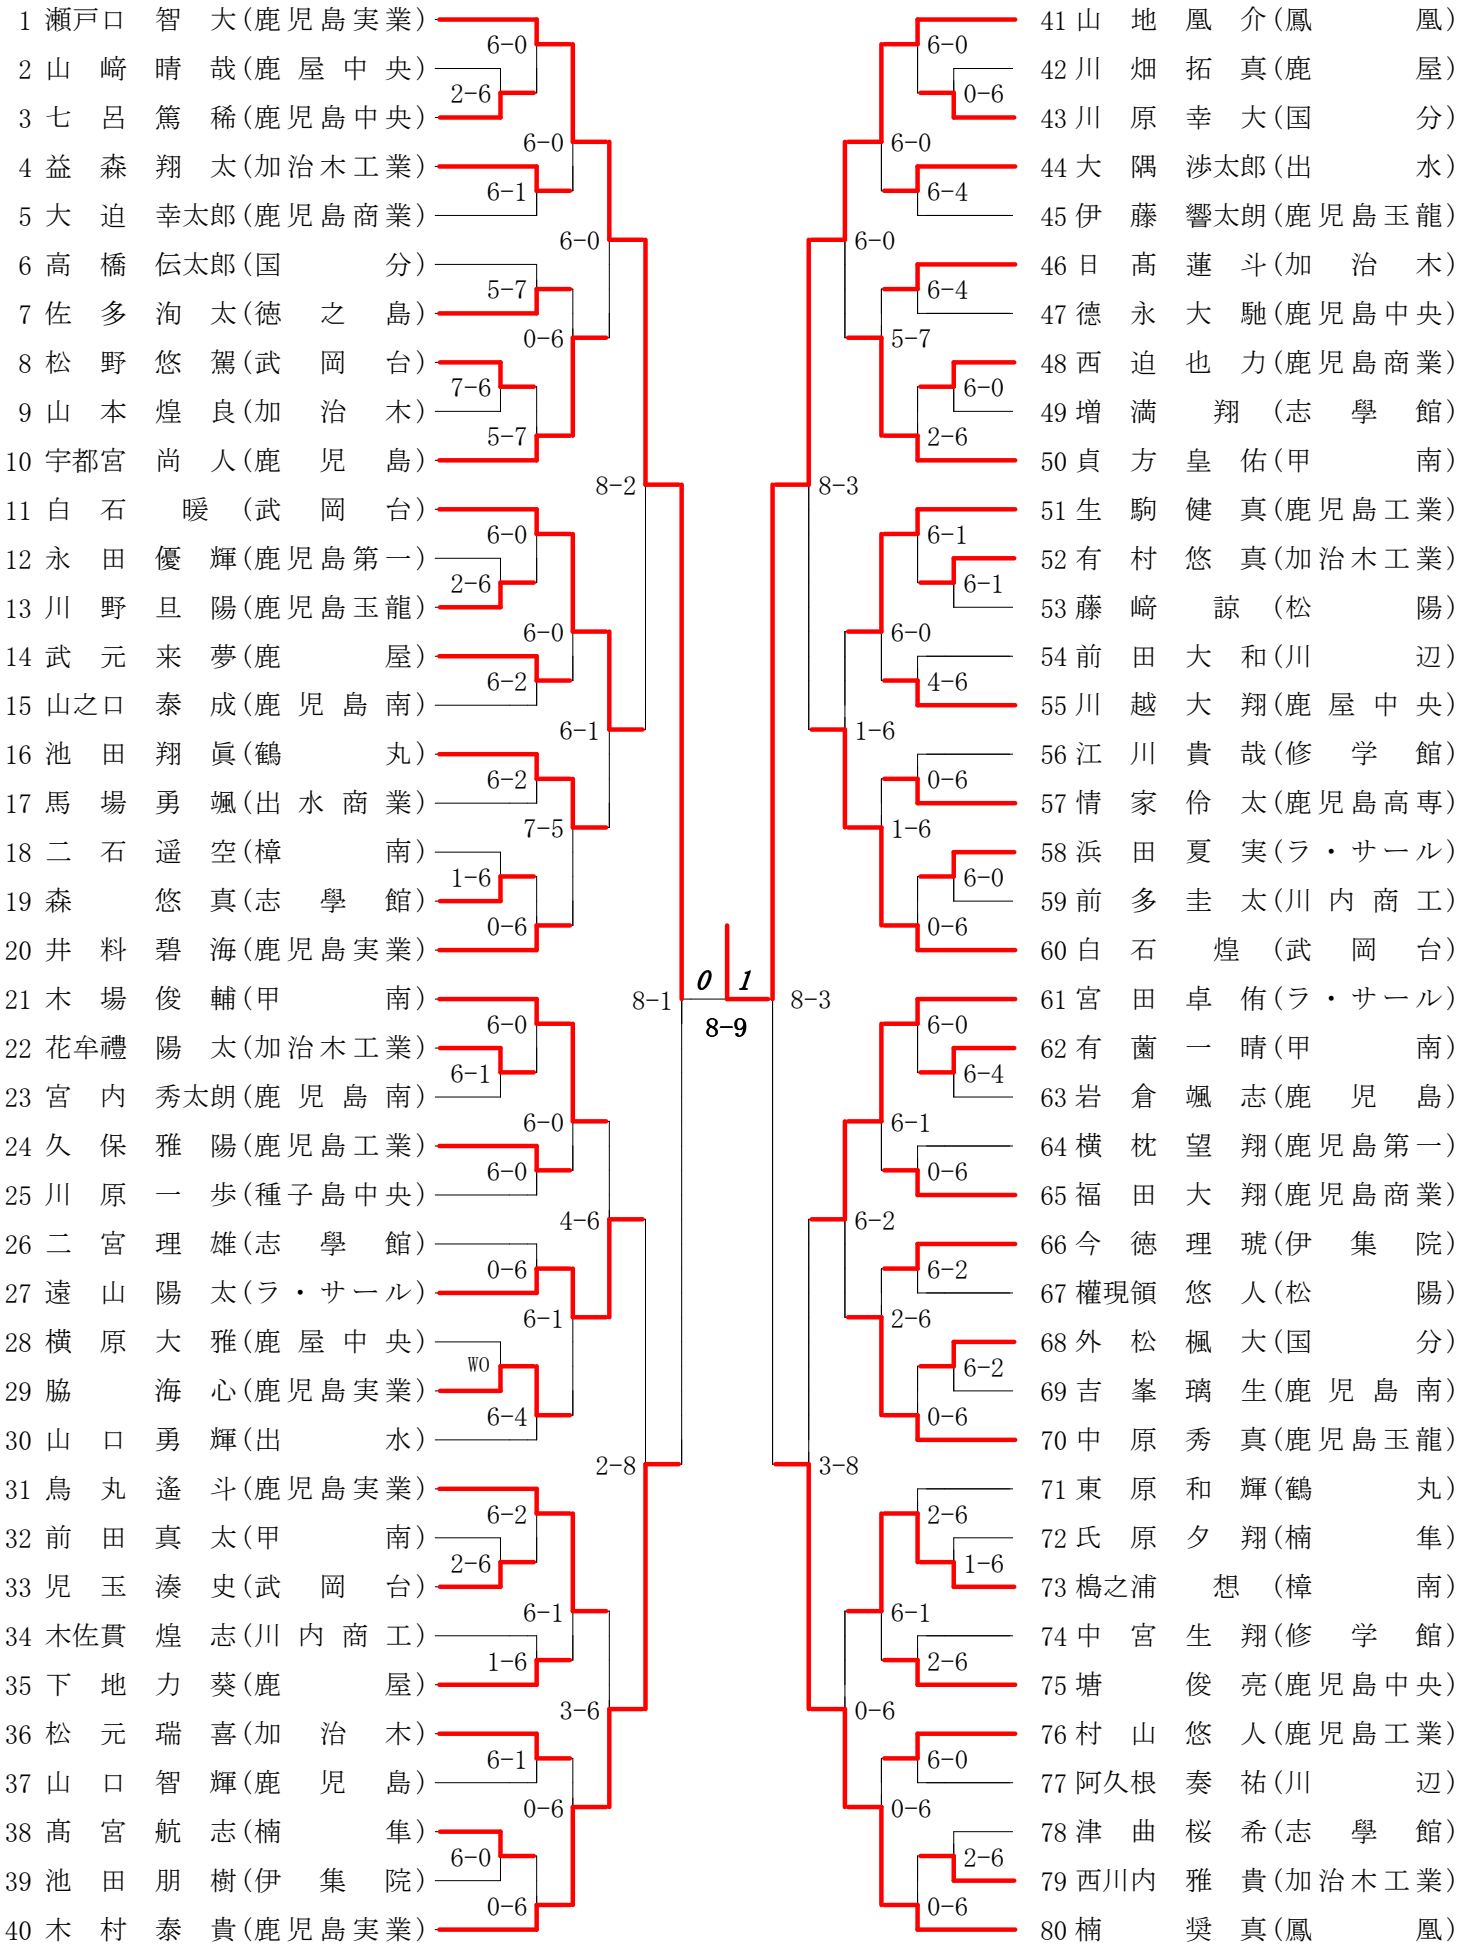 1 瀬戸口 智 大(鹿児島実業)
2 山 﨑 晴 哉(鹿屋中央)
3 七 呂 篤 稀(鹿児島中央)
4 益 森 翔 太(加治木工業)
5 大 迫 幸太郎(鹿児島商業)
6 高 橋 伝太郎(国 分)
7 佐 多 洵 太(徳之島)
8 松 野 悠 駕(武岡台)
9 山 本 煌 良(加治木)
10 宇都宮 尚 人(鹿児島)
11 白 石 暖 (武岡台)
12 永 田 優 輝(鹿児島第一)
13 川 野 旦 陽(鹿児島玉龍)
14 武 元 来 夢(鹿 屋)
15 山之口 泰 成(鹿児島南)
16 池 田 翔 眞(鶴 丸)
17 馬 場 勇 颯(出水商業)
18 二 石 遥 空(樟 南)
19 森 悠 真(志學館)
20 井 料 碧 海(鹿児島実業)
21 木 場 俊 輔(甲 南)
22 花牟禮 陽 太(加治木工業)
23 宮 内 秀太朗(鹿児島南)
24 久 保 雅 陽(鹿児島工業)
25 川 原 一 歩(種子島中央)
26 二 宮 理 雄(志學館)
27 遠 山 陽 太(ラ・サール)
28 横 原 大 雅(鹿屋中央)
29 脇 海 心(鹿児島実業)
30 山 口 勇 輝(出 水)
31 鳥 丸 遙 斗(鹿児島実業)
32 前 田 真 太(甲 南)
33 児 玉 湊 史(武岡台)
34 木佐貫 煌 志(川内商工)
35 下 地 力 葵(鹿 屋)
36 松 元 瑞 喜(加治木)
37 山 口 智 輝(鹿児島)
38 髙 宮 航 志(楠 隼)
39 池 田 朋 樹(伊集院)
40 木 村 泰 貴(鹿児島実業)
6-0
2-6
6-0
6-1
6-0
5-7
0-6
7-6
5-7
8-2
6-0
2-6
6-0
6-2
6-1
6-2
7-5
1-6
0-6
8-1
6-0
6-1
6-0
6-0
4-6
0-6
6-1
WO
6-4
2-8
6-2
2-6
6-1
1-6
3-6
6-1
0-6
6-0
0-6
0 1
8-9
6-0
0-6
6-0
6-4
6-0
6-4
5-7
6-0
2-6
8-3
6-1
6-1
6-0
4-6
1-6
0-6
1-6
6-0
0-6
8-3
6-0
6-4
6-1
0-6
6-2
6-2
2-6
6-2
0-6
3-8
2-6
1-6
6-1
2-6
0-6
6-0
0-6
2-6
0-6
41 山 地 凰 介(鳳 凰)
42 川 畑 拓 真(鹿 屋)
43 川 原 幸 大(国 分)
44 大 隅 渉太郎(出 水)
45 伊 藤 響太朗(鹿児島玉龍)
46 日 髙 蓮 斗(加治木)
47 德 永 大 馳(鹿児島中央)
48 西 迫 也 力(鹿児島商業)
49 増 満 翔 (志學館)
50 貞 方 皇 佑(甲 南)
51 生 駒 健 真(鹿児島工業)
52 有 村 悠 真(加治木工業)
53 藤 﨑 諒 (松 陽)
54 前 田 大 和(川 辺)
55 川 越 大 翔(鹿屋中央)
56 江 川 貴 哉(修学館)
57 情 家 伶 太(鹿児島高専)
58 浜 田 夏 実(ラ・サール)
59 前 多 圭 太(川内商工)
60 白 石 煌 (武岡台)
61 宮 田 卓 侑(ラ・サール)
62 有 薗 一 晴(甲 南)
63 岩 倉 颯 志(鹿児島)
64 横 枕 望 翔(鹿児島第一)
65 福 田 大 翔(鹿児島商業)
66 今 徳 理 琥(伊集院)
67 權現領 悠 人(松 陽)
68 外 松 楓 大(国 分)
69 吉 峯 璃 生(鹿児島南)
70 中 原 秀 真(鹿児島玉龍)
71 東 原 和 輝(鶴 丸)
72 氏 原 夕 翔(楠 隼)
73 樢之浦 想 (樟 南)
74 中 宮 生 翔(修学館)
75 塘 俊 亮(鹿児島中央)
76 村 山 悠 人(鹿児島工業)
77 阿久根 奏 祐(川 辺)
78 津 曲 桜 希(志學館)
79 西川内 雅 貴(加治木工業)
80 楠 奨 真(鳳 凰)